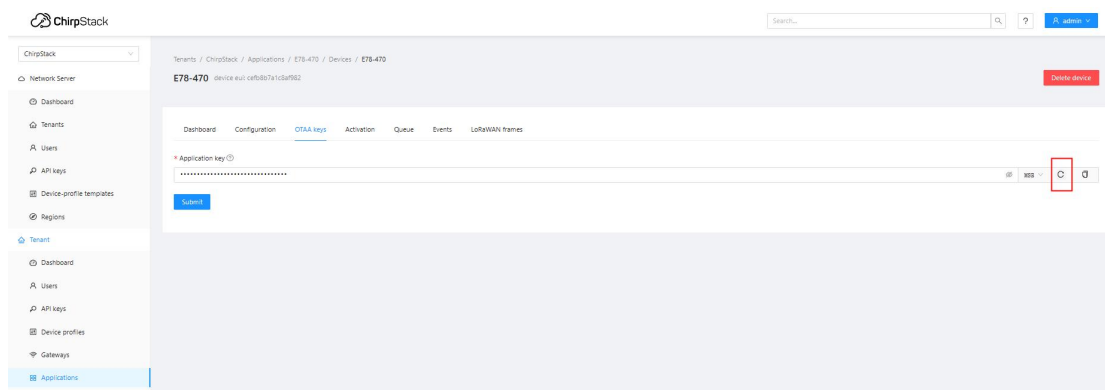 ChirpStack
Search...
?
admin
ChirpStack
Network Server
Dashboard
Tenants
Users
API keys
Device-profile templates
Regions
Tenant
Dashboard
Users
API keys
Device profiles
Gateways
Applications
Tenants / ChirpStack / Applications / E78-470 / Devices / E78-470
E78-470 device eui: cefb8b7a1c8af982
Delete device
Dashboard Configuration OTAA keys Activation Queue Events LoRaWAN frames
* Application key
MSB
Submit